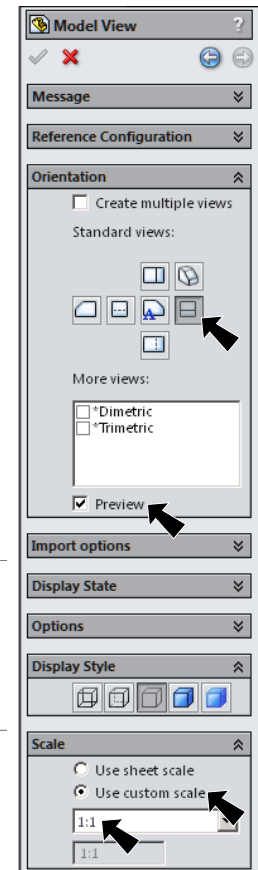 Model View ?
Message
Reference Configuration
Orientation
Create multiple views
Standard views:
A
More views:
*Dimetric
*Trimetric
Preview
Import options
Display State
Options
Display Style
Scale
Use sheet scale
Use custom scale
1:1
1:1